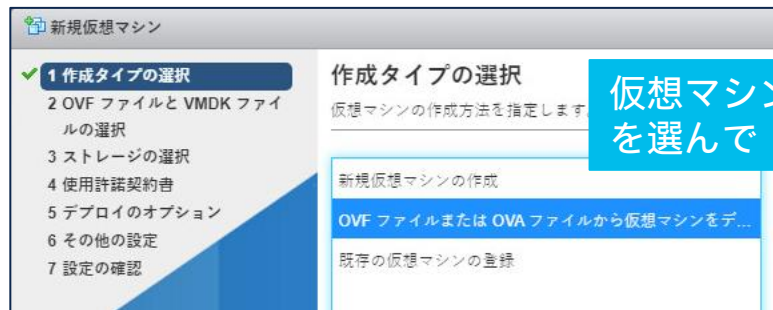 新規仮想マシン
1 作成タイプの選択
2 OVF ファイルと VMDK ファイ
ルの選択
3 ストレージの選択
4 使用許諾契約書
5 デプロイのオプション
6 その他の設定
7 設定の確認
作成タイプの選択
仮想マシンの作成方法を指定します
新規仮想マシンの作成
OVF ファイルまたは OVA ファイルから仮想マシンをデ...
既存の仮想マシンの登録
仮想マシン
を選んで